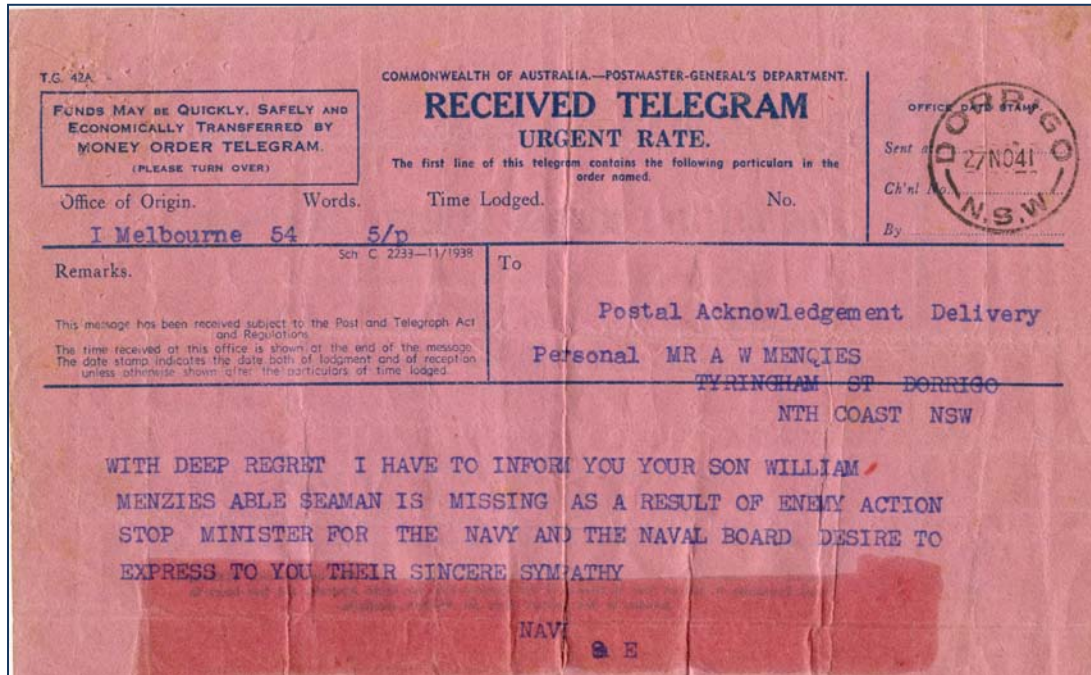 T.G. 42A.
FUNDS MAY BE QUICKLY, SAFELY AND
ECONOMICALLY TRANSFERRED BY
MONEY ORDER TELEGRAM.
(PLEASE TURN OVER)
COMMONWEALTH OF AUSTRALIA.—POSTMASTER-GENERAL'S DEPARTMENT.
RECEIVED TELEGRAM
URGENT RATE.
The first line of this telegram contains the following particulars in the
order named.
OFFICE DATE STAMP.
Sent at
Ch'nl No.
By
DORRIGO
27NO41
N.S.W
Office of Origin. Words. Time Lodged. No.
I Melbourne 54 5/p
Sch. C. 2233—11/1938
Remarks.
This message has been received subject to the Post and Telegraph Act
and Regulations.
The time received at this office is shown at the end of the message.
The date stamp indicates the date both of lodgment and of reception
unless otherwise shown after the particulars of time lodged.
To
Postal Acknowledgement Delivery
Personal MR A W MENQIES
TYRINGHAM ST DORRIGO
NTH COAST NSW
WITH DEEP REGRET I HAVE TO INFORM YOU YOUR SON WILLIAM
MENZIES ABLE SEAMAN IS MISSING AS A RESULT OF ENEMY ACTION
STOP MINISTER FOR THE NAVY AND THE NAVAL BOARD DESIRE TO
EXPRESS TO YOU THEIR SINCERE SYMPATHY
E